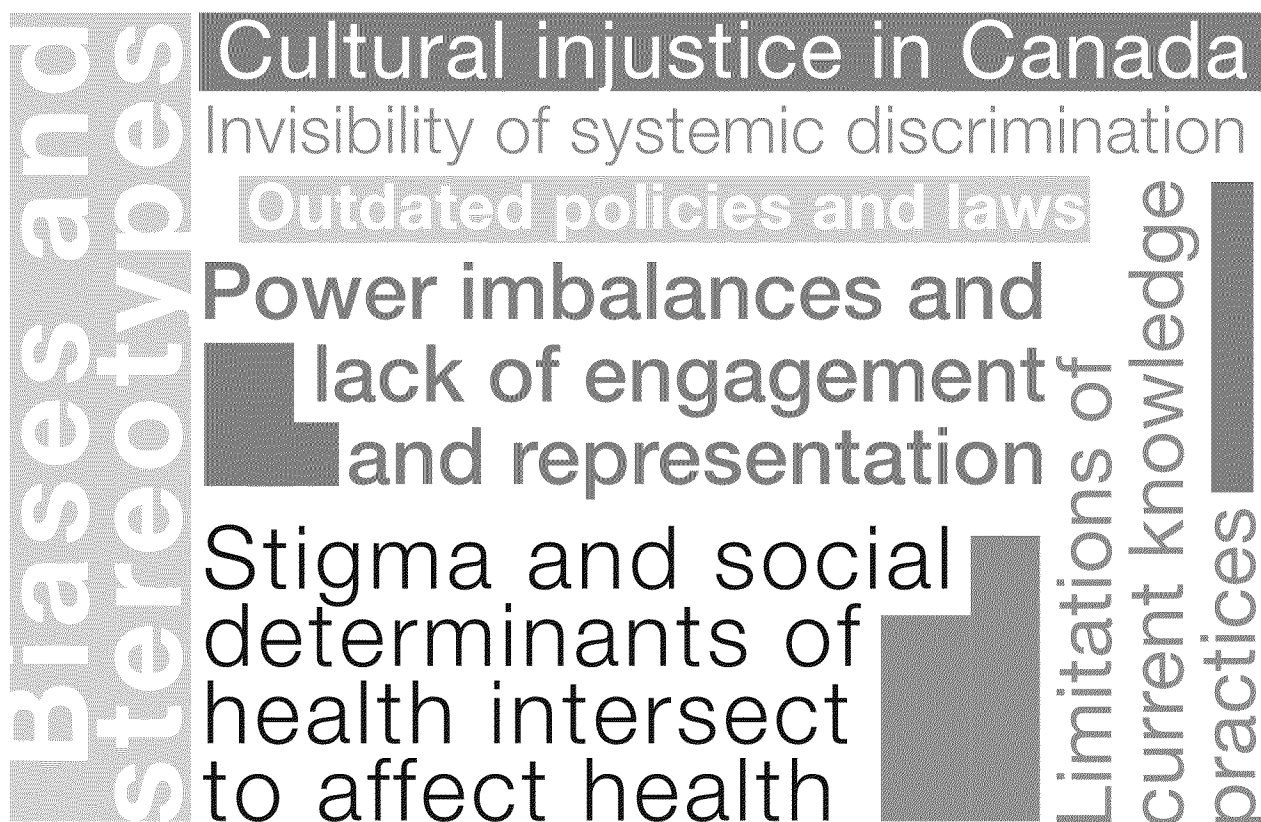 Biases and
stereotypes
Cultural injustice in Canada
Invisibility of systemic discrimination
Outdated policies and laws
Power imbalances and
lack of engagement
and representation
Stigma and social
determinants of
health intersect
to affect health
Limitations of
current knowledge
practices